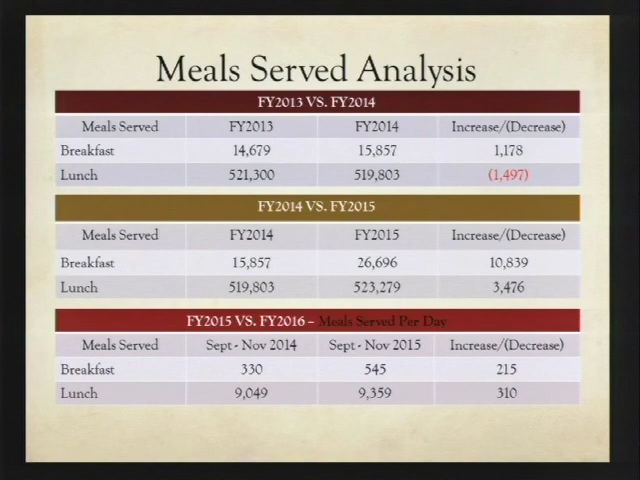 Meals Served Analysis
FY2013 VS. FY2014
Meals Served FY2013 FY2014 Increase/(Decrease)
Breakfast 14,679 15,857 1,178
Lunch 521,300 519,803 (1,497)
FY2014 VS. FY2015
Meals Served FY2014 FY2015 Increase/(Decrease)
Breakfast 15,857 26,696 10,839
Lunch 519,803 523,279 3,476
FY2015 VS. FY2016 – Meals Served Per Day
Meals Served Sept - Nov 2014 Sept - Nov 2015 Increase/(Decrease)
Breakfast 330 545 215
Lunch 9,049 9,359 310